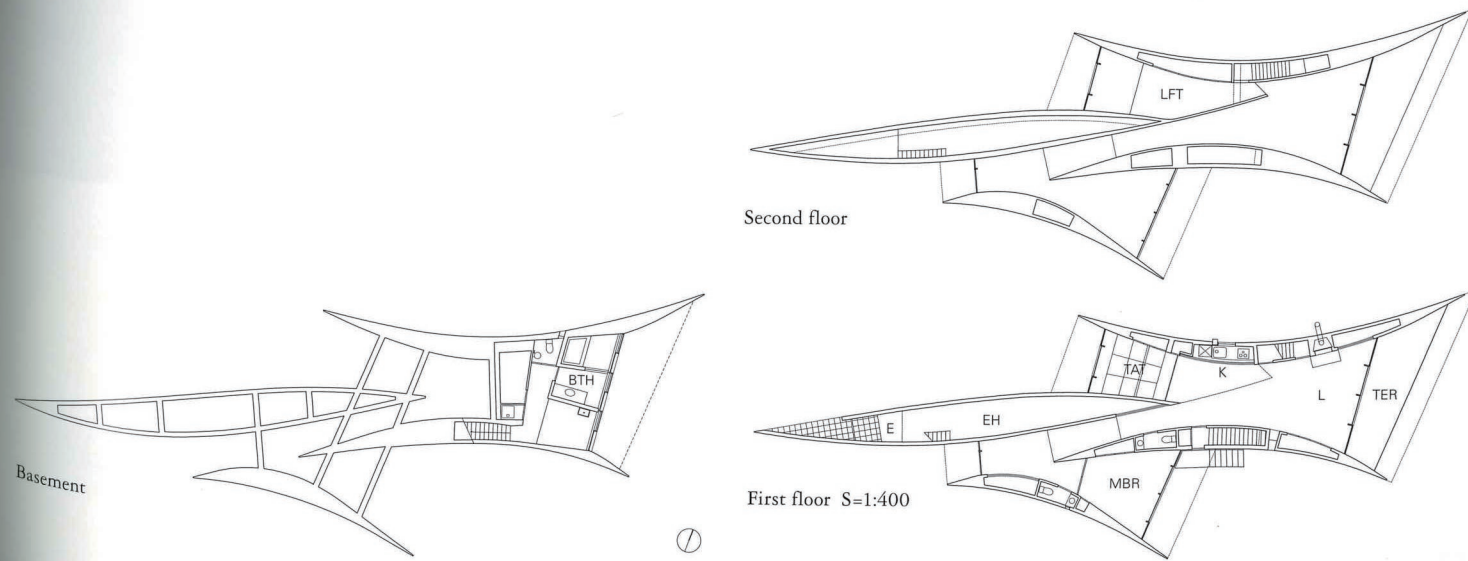 LFT
Second floor
BTH
Basement
TAT
K
L
TER
E
EH
MBR
First floor S=1:400